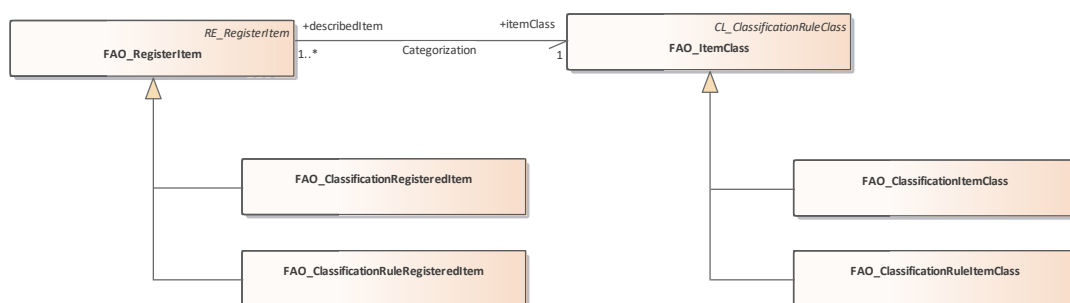 RE_RegisterItem
FAO_RegisterItem
+describedItem
1..*
Categorization
+itemClass
1
CL_ClassificationRuleClass
FAO_ItemClass
FAO_ClassificationRegisteredItem
FAO_ClassificationItemClass
FAO_ClassificationRuleRegisteredItem
FAO_ClassificationRuleItemClass